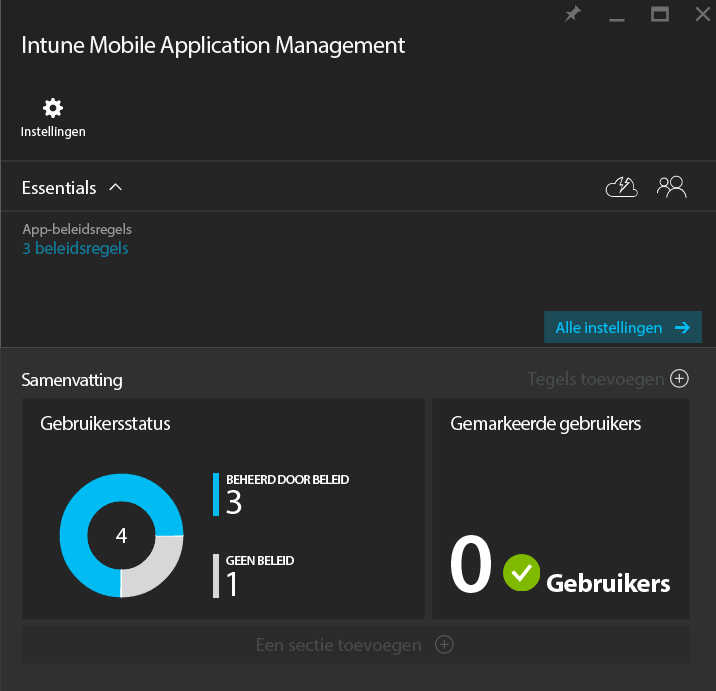 Intune Mobile Application Management
Instellingen
Essentials
App-beleidsregels
3 beleidsregels
Alle instellingen
Samenvatting
Tegels toevoegen
Gebruikersstatus
4
BEHEERD DOOR BELEID
3
GEEN BELEID
1
Gemarkeerde gebruikers
0 Gebruikers
Een sectie toevoegen